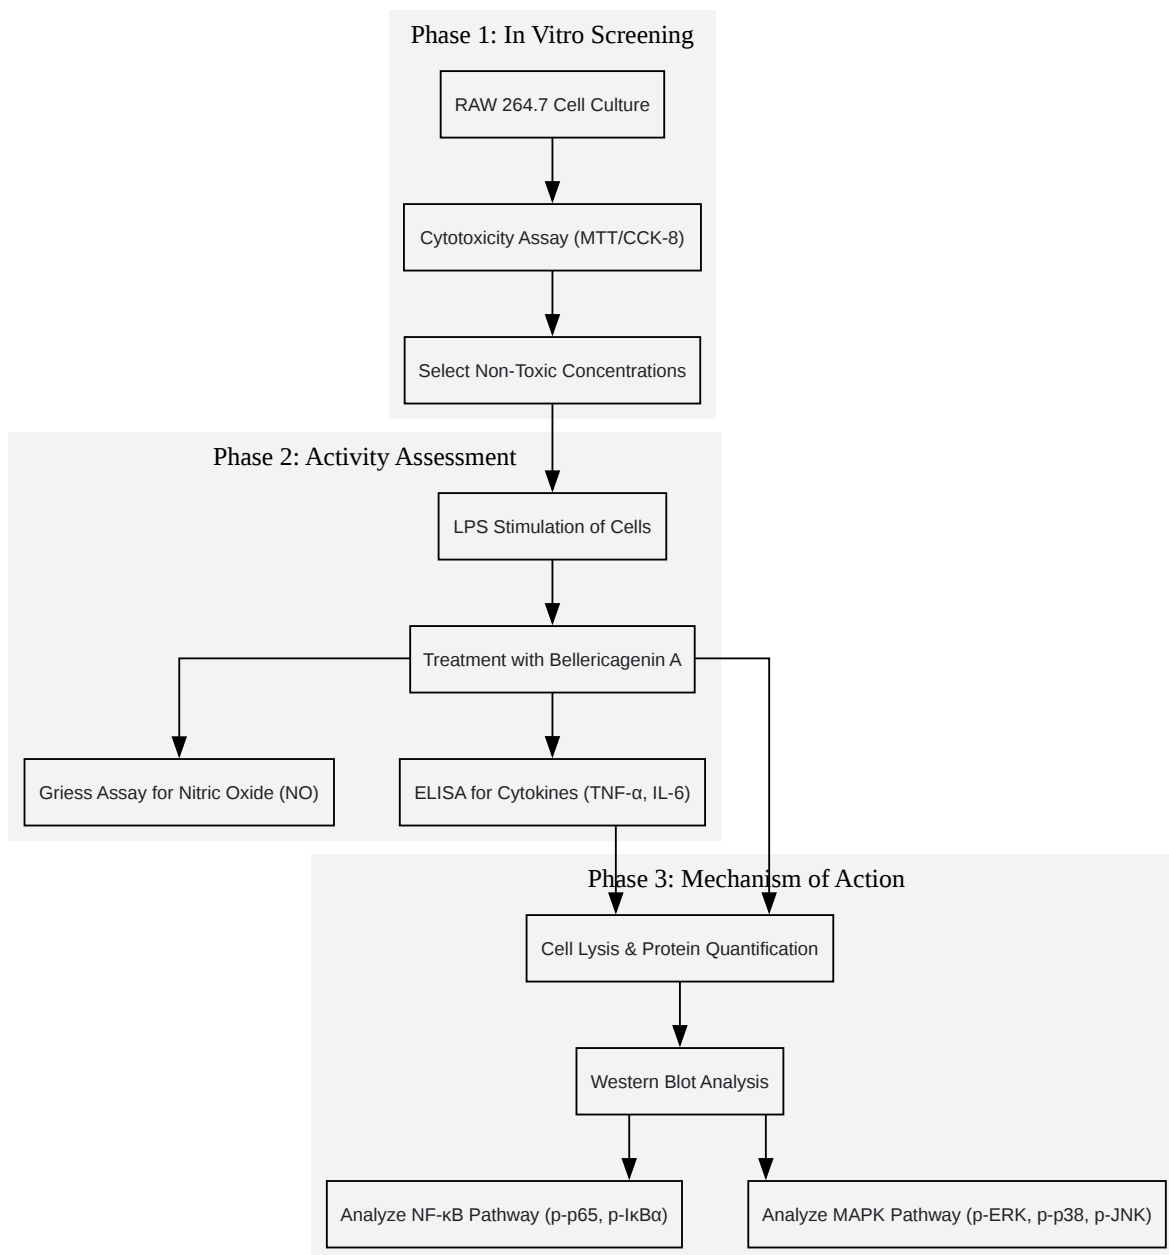 Phase 1: In Vitro Screening
RAW 264.7 Cell Culture
Cytotoxicity Assay (MTT/CCK-8)
Select Non-Toxic Concentrations
Phase 2: Activity Assessment
LPS Stimulation of Cells
Treatment with Bellericagenin A
Griess Assay for Nitric Oxide (NO)
ELISA for Cytokines (TNF-α, IL-6)
Phase 3: Mechanism of Action
Cell Lysis & Protein Quantification
Western Blot Analysis
Analyze NF-κB Pathway (p-p65, p-IκBα)
Analyze MAPK Pathway (p-ERK, p-p38, p-JNK)